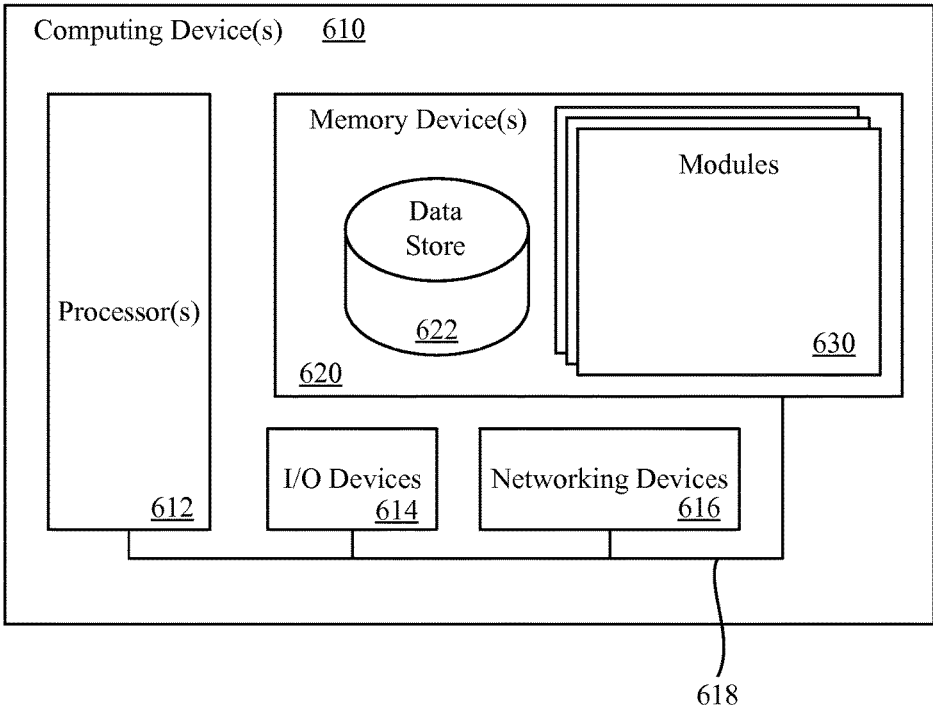 Computing Device(s) 610
Memory Device(s)
Modules
Data
Store
Processor(s)
622
630
620
I/O Devices
Networking Devices
612
614
616
618